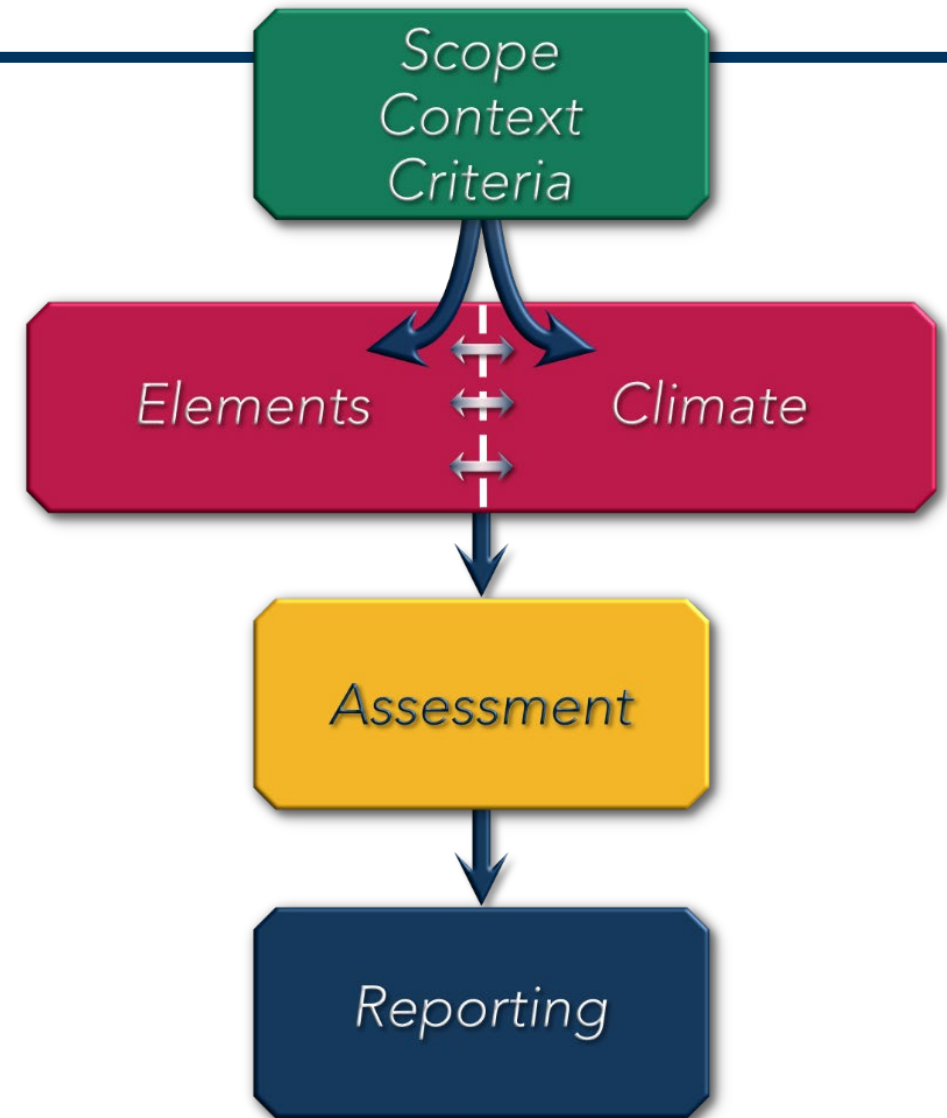 Scope
Context
Criteria
Elements
Climate
Assessment
Reporting